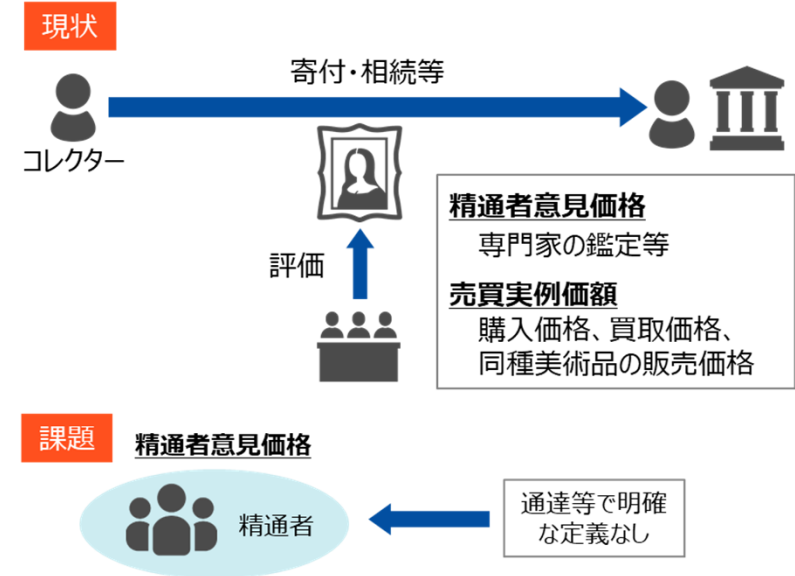 現状
寄付・相続等
コレクター
精通者意見価格
専門家の鑑定等
評価
売買実例価額
購入価格、買取価格、
同種美術品の販売価格
課題
精通者意見価格
精通者
通達等で明確
な定義なし